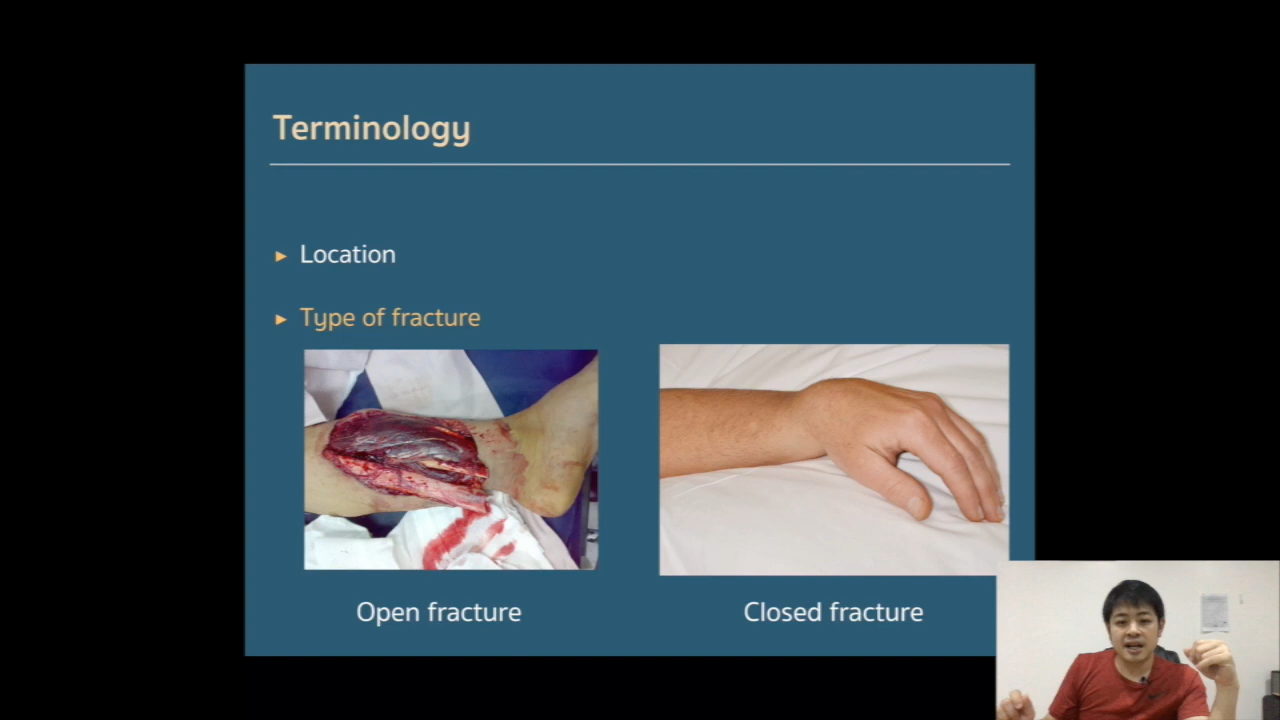 Terminology
Location
Type of fracture
Open fracture
Closed fracture